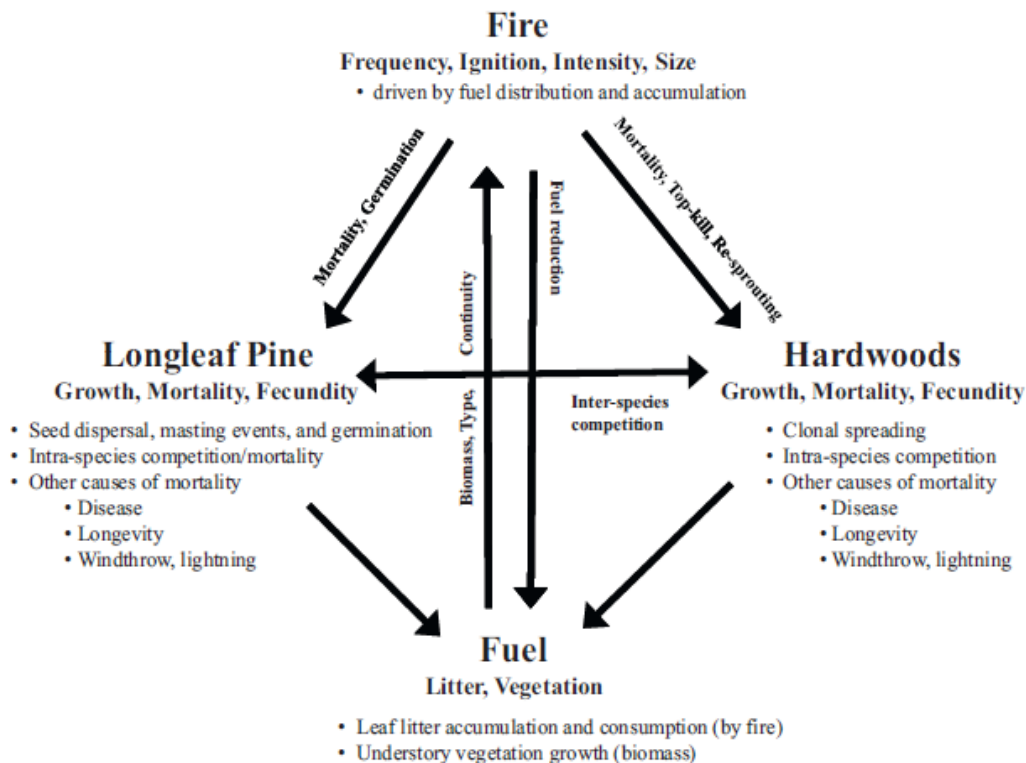 Fire
Frequency, Ignition, Intensity, Size
• driven by fuel distribution and accumulation
Mortality, Germination
Mortality, Top-kill, Re-sprouting
Fuel reduction
Biomass, Type, Continuity
Longleaf Pine
Growth, Mortality, Fecundity
• Seed dispersal, masting events, and germination
• Intra-species competition/mortality
• Other causes of mortality
• Disease
• Longevity
• Windthrow, lightning
Inter-species
competition
Hardwoods
Growth, Mortality, Fecundity
• Clonal spreading
• Intra-species competition
• Other causes of mortality
• Disease
• Longevity
• Windthrow, lightning
Fuel
Litter, Vegetation
• Leaf litter accumulation and consumption (by fire)
• Understory vegetation growth (biomass)